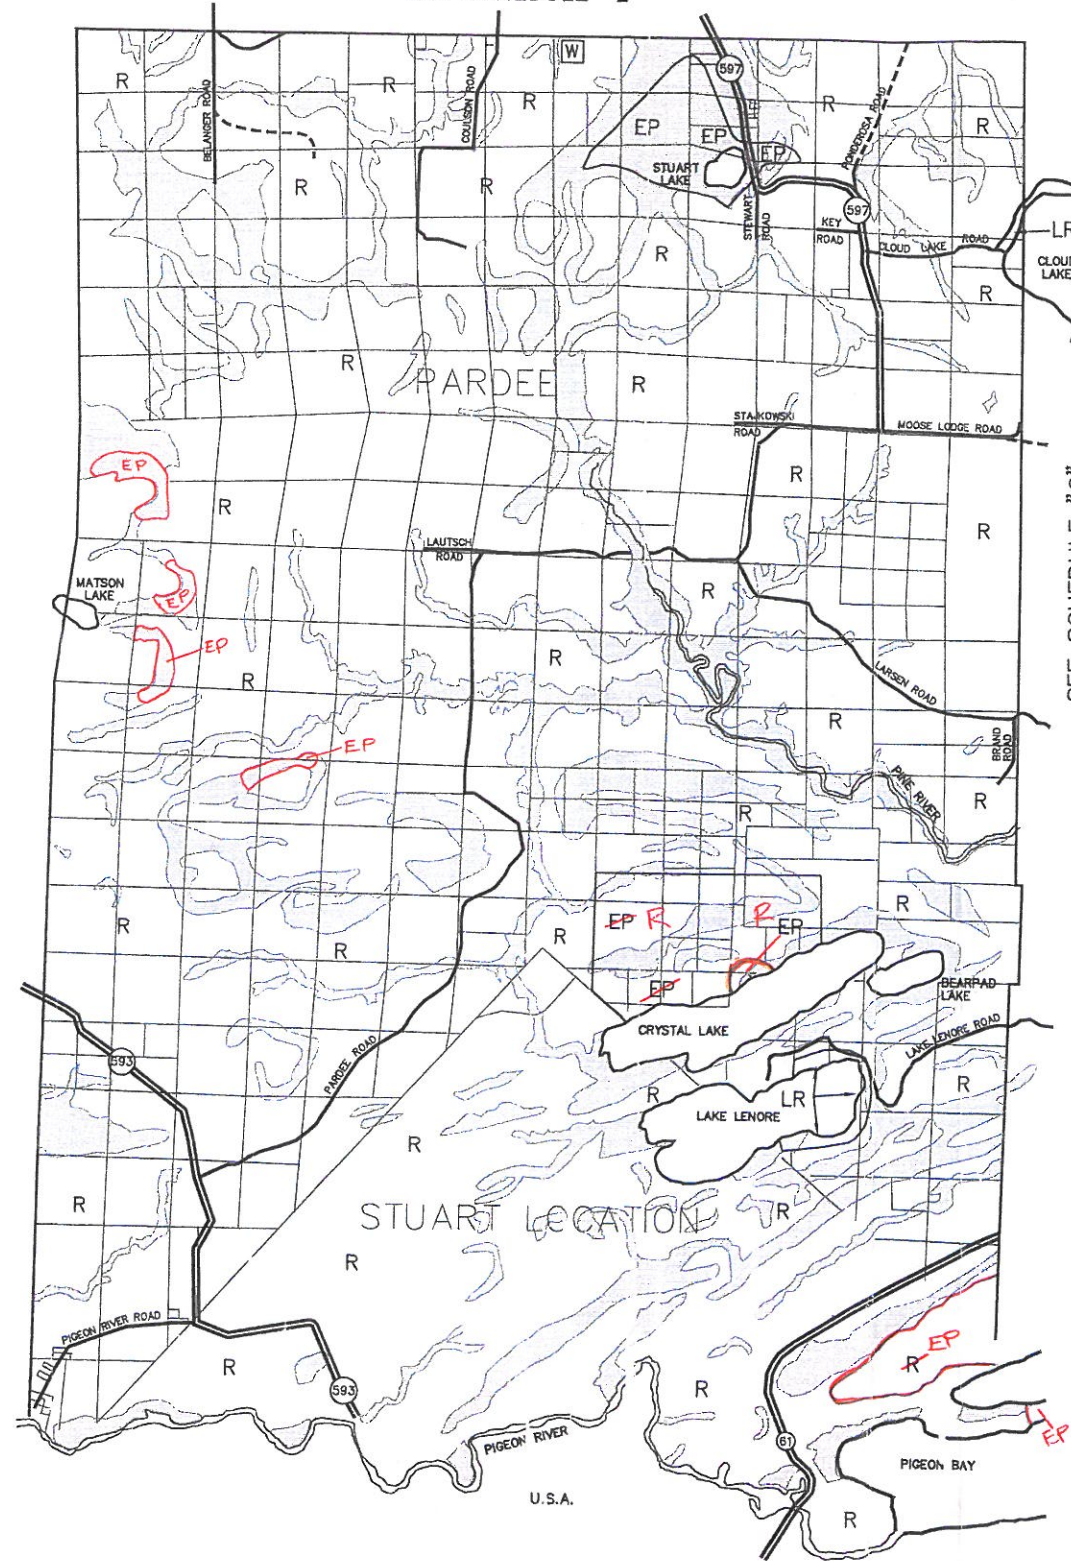 W
597
R
R
R
R
R
BELANGER ROAD
COULSON ROAD
EP
EP
EP
STUART
LAKE
PONDOROSA ROAD
R
R
597
STEWART
ROAD
KEY
ROAD
CLOUD LAKE ROAD
LR
CLOUD
LAKE
R
R
R
PARDEE
R
STAJKOWSKI
ROAD
MOOSE LODGE ROAD
EP
R
R
R
LAUTSCH
ROAD
MATSON
LAKE
EP
R
EP
R
R
LARSEN ROAD
R
BRAND
ROAD
EP
PINE RIVER
R
R
R
R
R
R
EP R
R
EP
EP
CRYSTAL LAKE
BEARPAD
LAKE
LAKE LENORE ROAD
593
PARDEE ROAD
R
R
LR
LAKE LENORE
R
R
STUART LOCATION
R
R
PIGEON RIVER ROAD
R
593
R
R
EP
EP
61
PIGEON RIVER
PIGEON BAY
U.S.A.
R